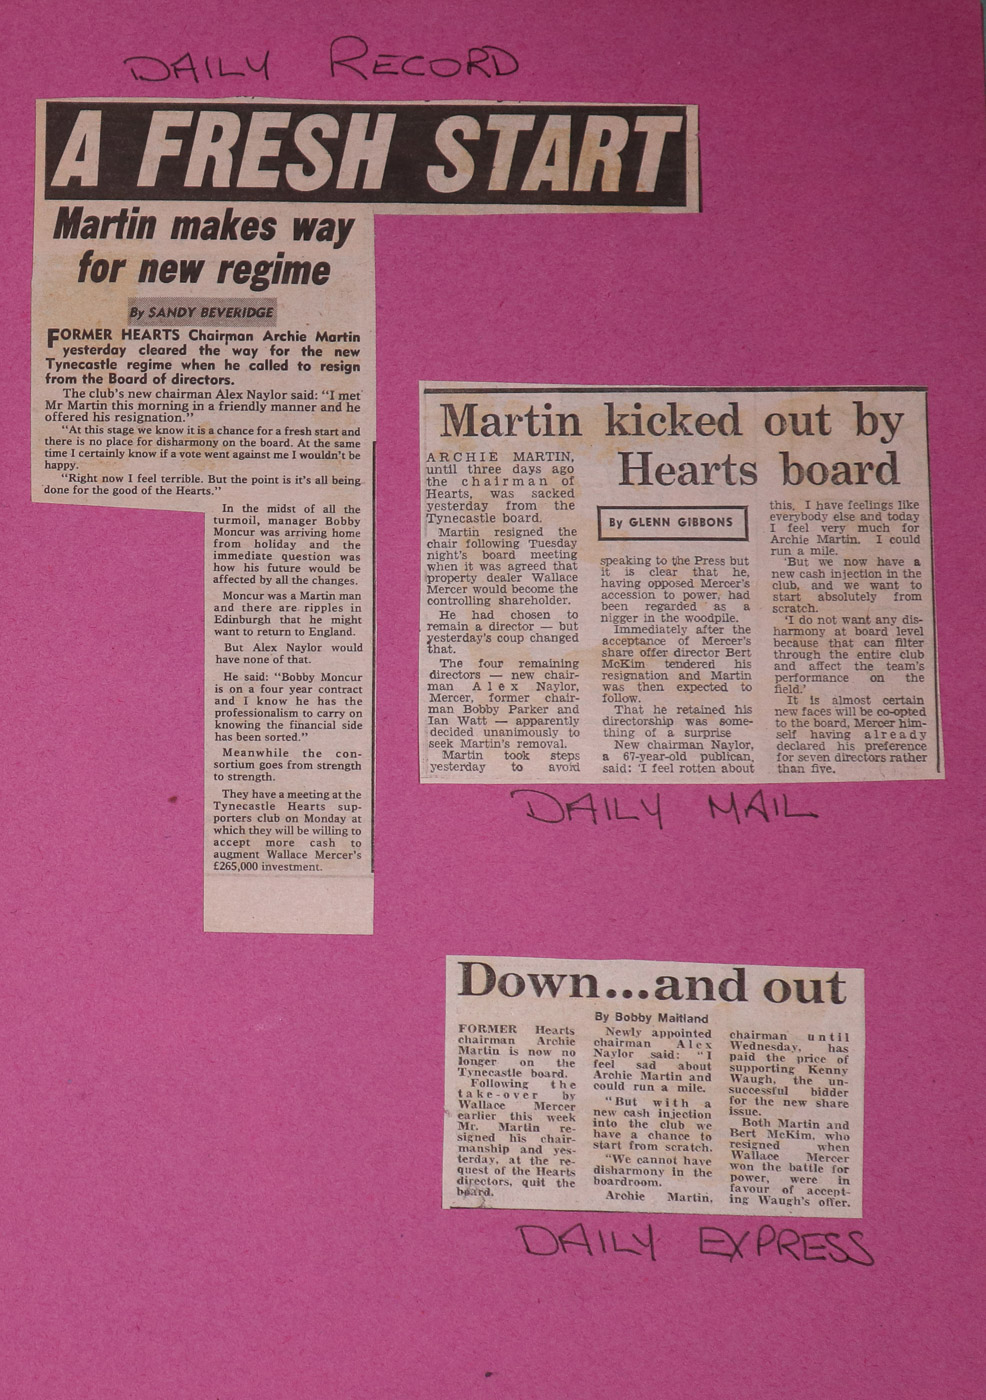 DAILY RECORD
A FRESH START
Martin makes way
for new regime
By SANDY BEVERIDGE
FORMER HEARTS Chairman Archie Martin
yesterday cleared the way for the new
Tynecastle regime when he called to resign
from the Board of directors.
The club's new chairman Alex Naylor said: "I met
Mr Martin this morning in a friendly manner and he
offered his resignation."
"At this stage we know it is a chance for a fresh start and
there is no place for disharmony on the board. At the same
time I certainly know if a vote went against me I wouldn't be
happy.
"Right now I feel terrible. But the point is it's all being
done for the good of the Hearts."
In the midst of all the
turmoil, manager Bobby
Moncur was arriving home
from holiday and the
immediate question was
how his future would be
affected by all the changes.
Moncur was a Martin man
and there are ripples in
Edinburgh that he might
want to return to England.
But Alex Naylor would
have none of that.
He said: "Bobby Moncur
is on a four year contract
and I know he has the
professionalism to carry on
knowing the financial side
has been sorted."
Meanwhile the con-
sortium goes from strength
to strength.
They have a meeting at the
Tynecastle Hearts sup-
porters club on Monday at
which they will be willing to
accept more cash to
augment Wallace Mercer's
£265,000 investment.
Martin kicked out by
Hearts board
By GLENN GIBBONS
ARCHIE MARTIN,
until three days ago
the chairman of
Hearts, was sacked
yesterday from the
Tynecastle board.
Martin resigned the
chair following Tuesday
night's board meeting
when it was agreed that
property dealer Wallace
Mercer would become the
controlling shareholder.
He had chosen to
remain a director — but
yesterday's coup changed
that.
The four remaining
directors — new chair-
man Alex Naylor,
Mercer, former chair-
man Bobby Parker and
Ian Watt — apparently
decided unanimously to
seek Martin's removal.
Martin took steps
yesterday to avoid
speaking to the Press but
it is clear that he,
having opposed Mercer's
accession to power, had
been regarded as a
nigger in the woodpile.
Immediately after the
acceptance of Mercer's
share offer director Bert
McKim tendered his
resignation and Martin
was then expected to
follow.
That he retained his
directorship was some-
thing of a surprise
New chairman Naylor,
a 67-year-old publican,
said: 'I feel rotten about
this, I have feelings like
everybody else and today
I feel very much for
Archie Martin. I could
run a mile.
'But we now have a
new cash injection in the
club, and we want to
start absolutely from
scratch.
'I do not want any dis-
harmony at board level
because that can filter
through the entire club
and affect the team's
performance on the
field.'
It is almost certain
new faces will be co-opted
to the board, Mercer him-
self having already
declared his preference
for seven directors rather
than five.
DAILY MAIL
Down...and out
By Bobby Maitland
FORMER Hearts
chairman Archie
Martin is now no
longer on the
Tynecastle board.
Following the
take-over by
Wallace Mercer
earlier this week
Mr. Martin re-
signed his chair-
manship and yes-
terday, at the re-
quest of the Hearts
directors, quit the
board.
Newly appointed
chairman Alex
Naylor said: "I
feel sad about
Archie Martin and
could run a mile.
"But with a
new cash injection
into the club we
have a chance to
start from scratch.
"We cannot have
disharmony in the
boardroom.
Archie Martin,
chairman until
Wednesday, has
paid the price of
supporting Kenny
Waugh, the un-
successful bidder
for the new share
issue.
Both Martin and
Bert McKim, who
resigned when
Wallace Mercer
won the battle for
power, were in
favour of accept-
ing Waugh's offer.
DAILY EXPRESS